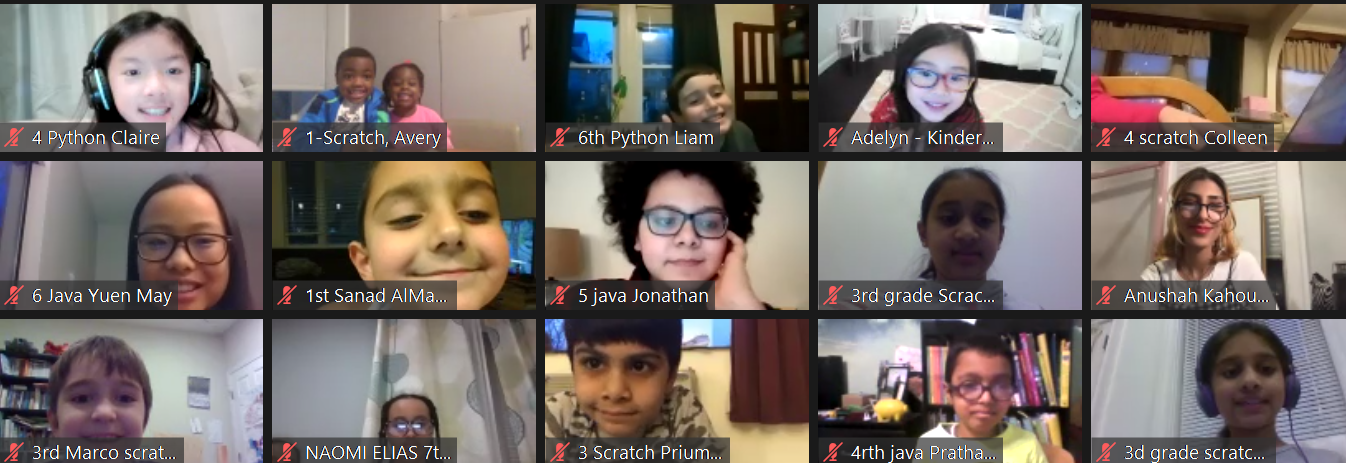 4 Python Claire
1-Scratch, Avery
6th Python Liam
Adelyn - Kinder...
4 scratch Colleen
6 Java Yuen May
1st Sanad AlMa...
5 java Jonathan
3rd grade Scrac...
Anushah Kahou...
3rd Marco scrat...
NAOMI ELIAS 7t...
3 Scratch Prium...
4rth java Pratha...
3d grade scratc...